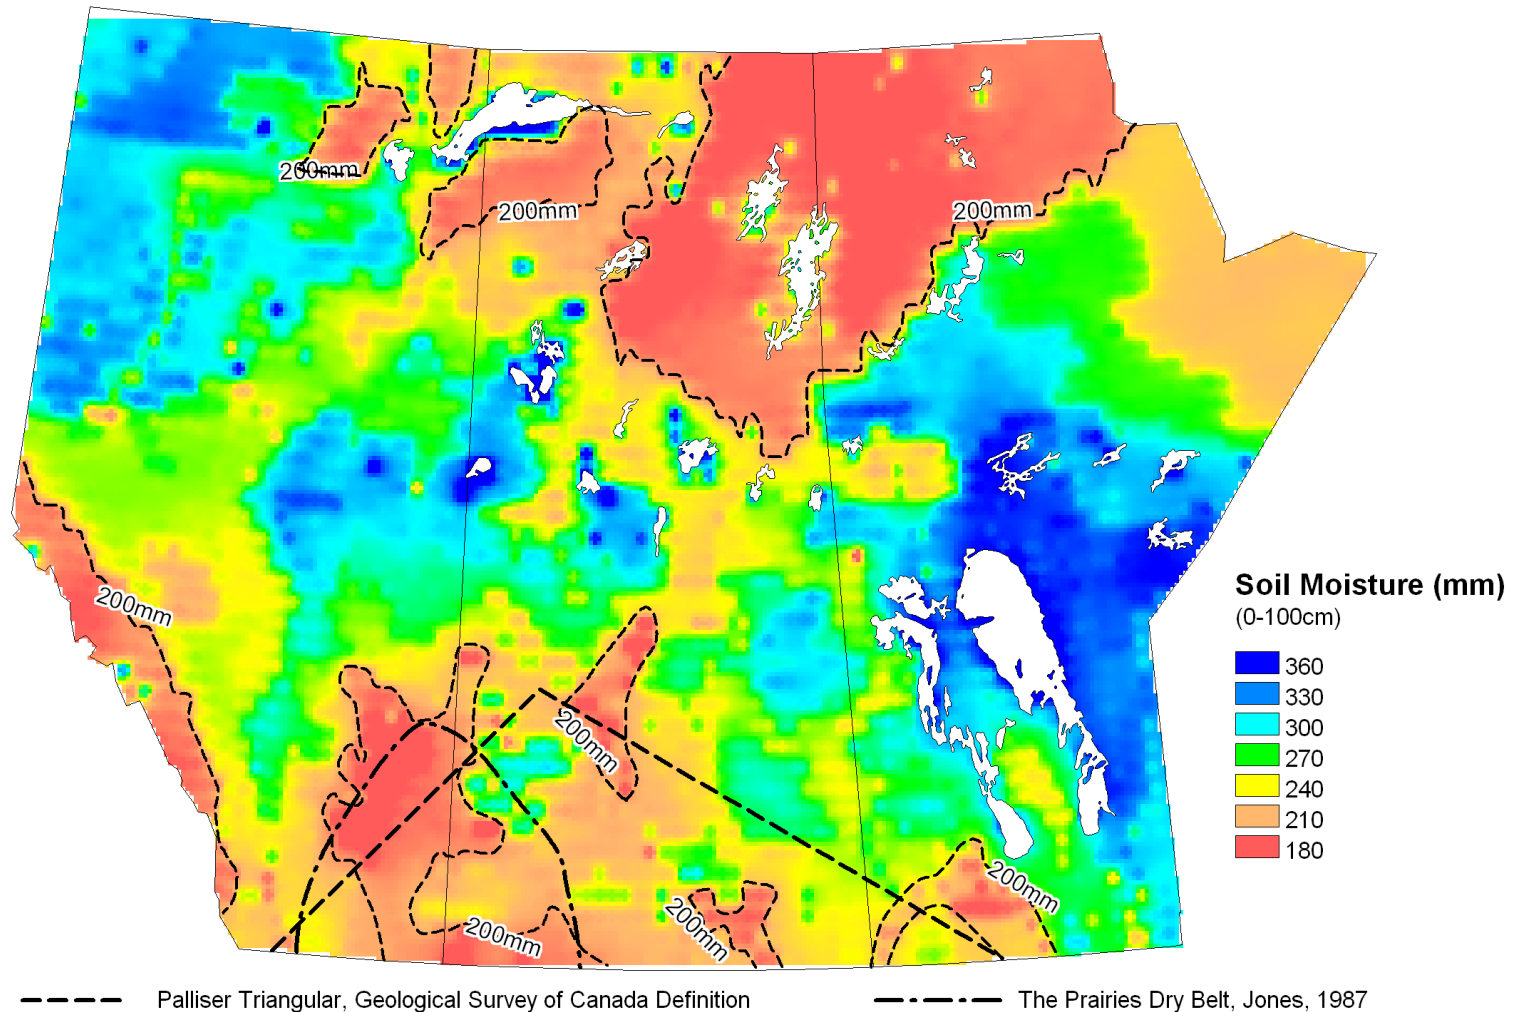 200mm
200mm
200mm
200mm
200mm
200mm
200mm
200mm
Soil Moisture (mm)
(0-100cm)
360
330
300
270
240
210
180
Palliser Triangular, Geological Survey of Canada Definition
The Prairies Dry Belt, Jones, 1987